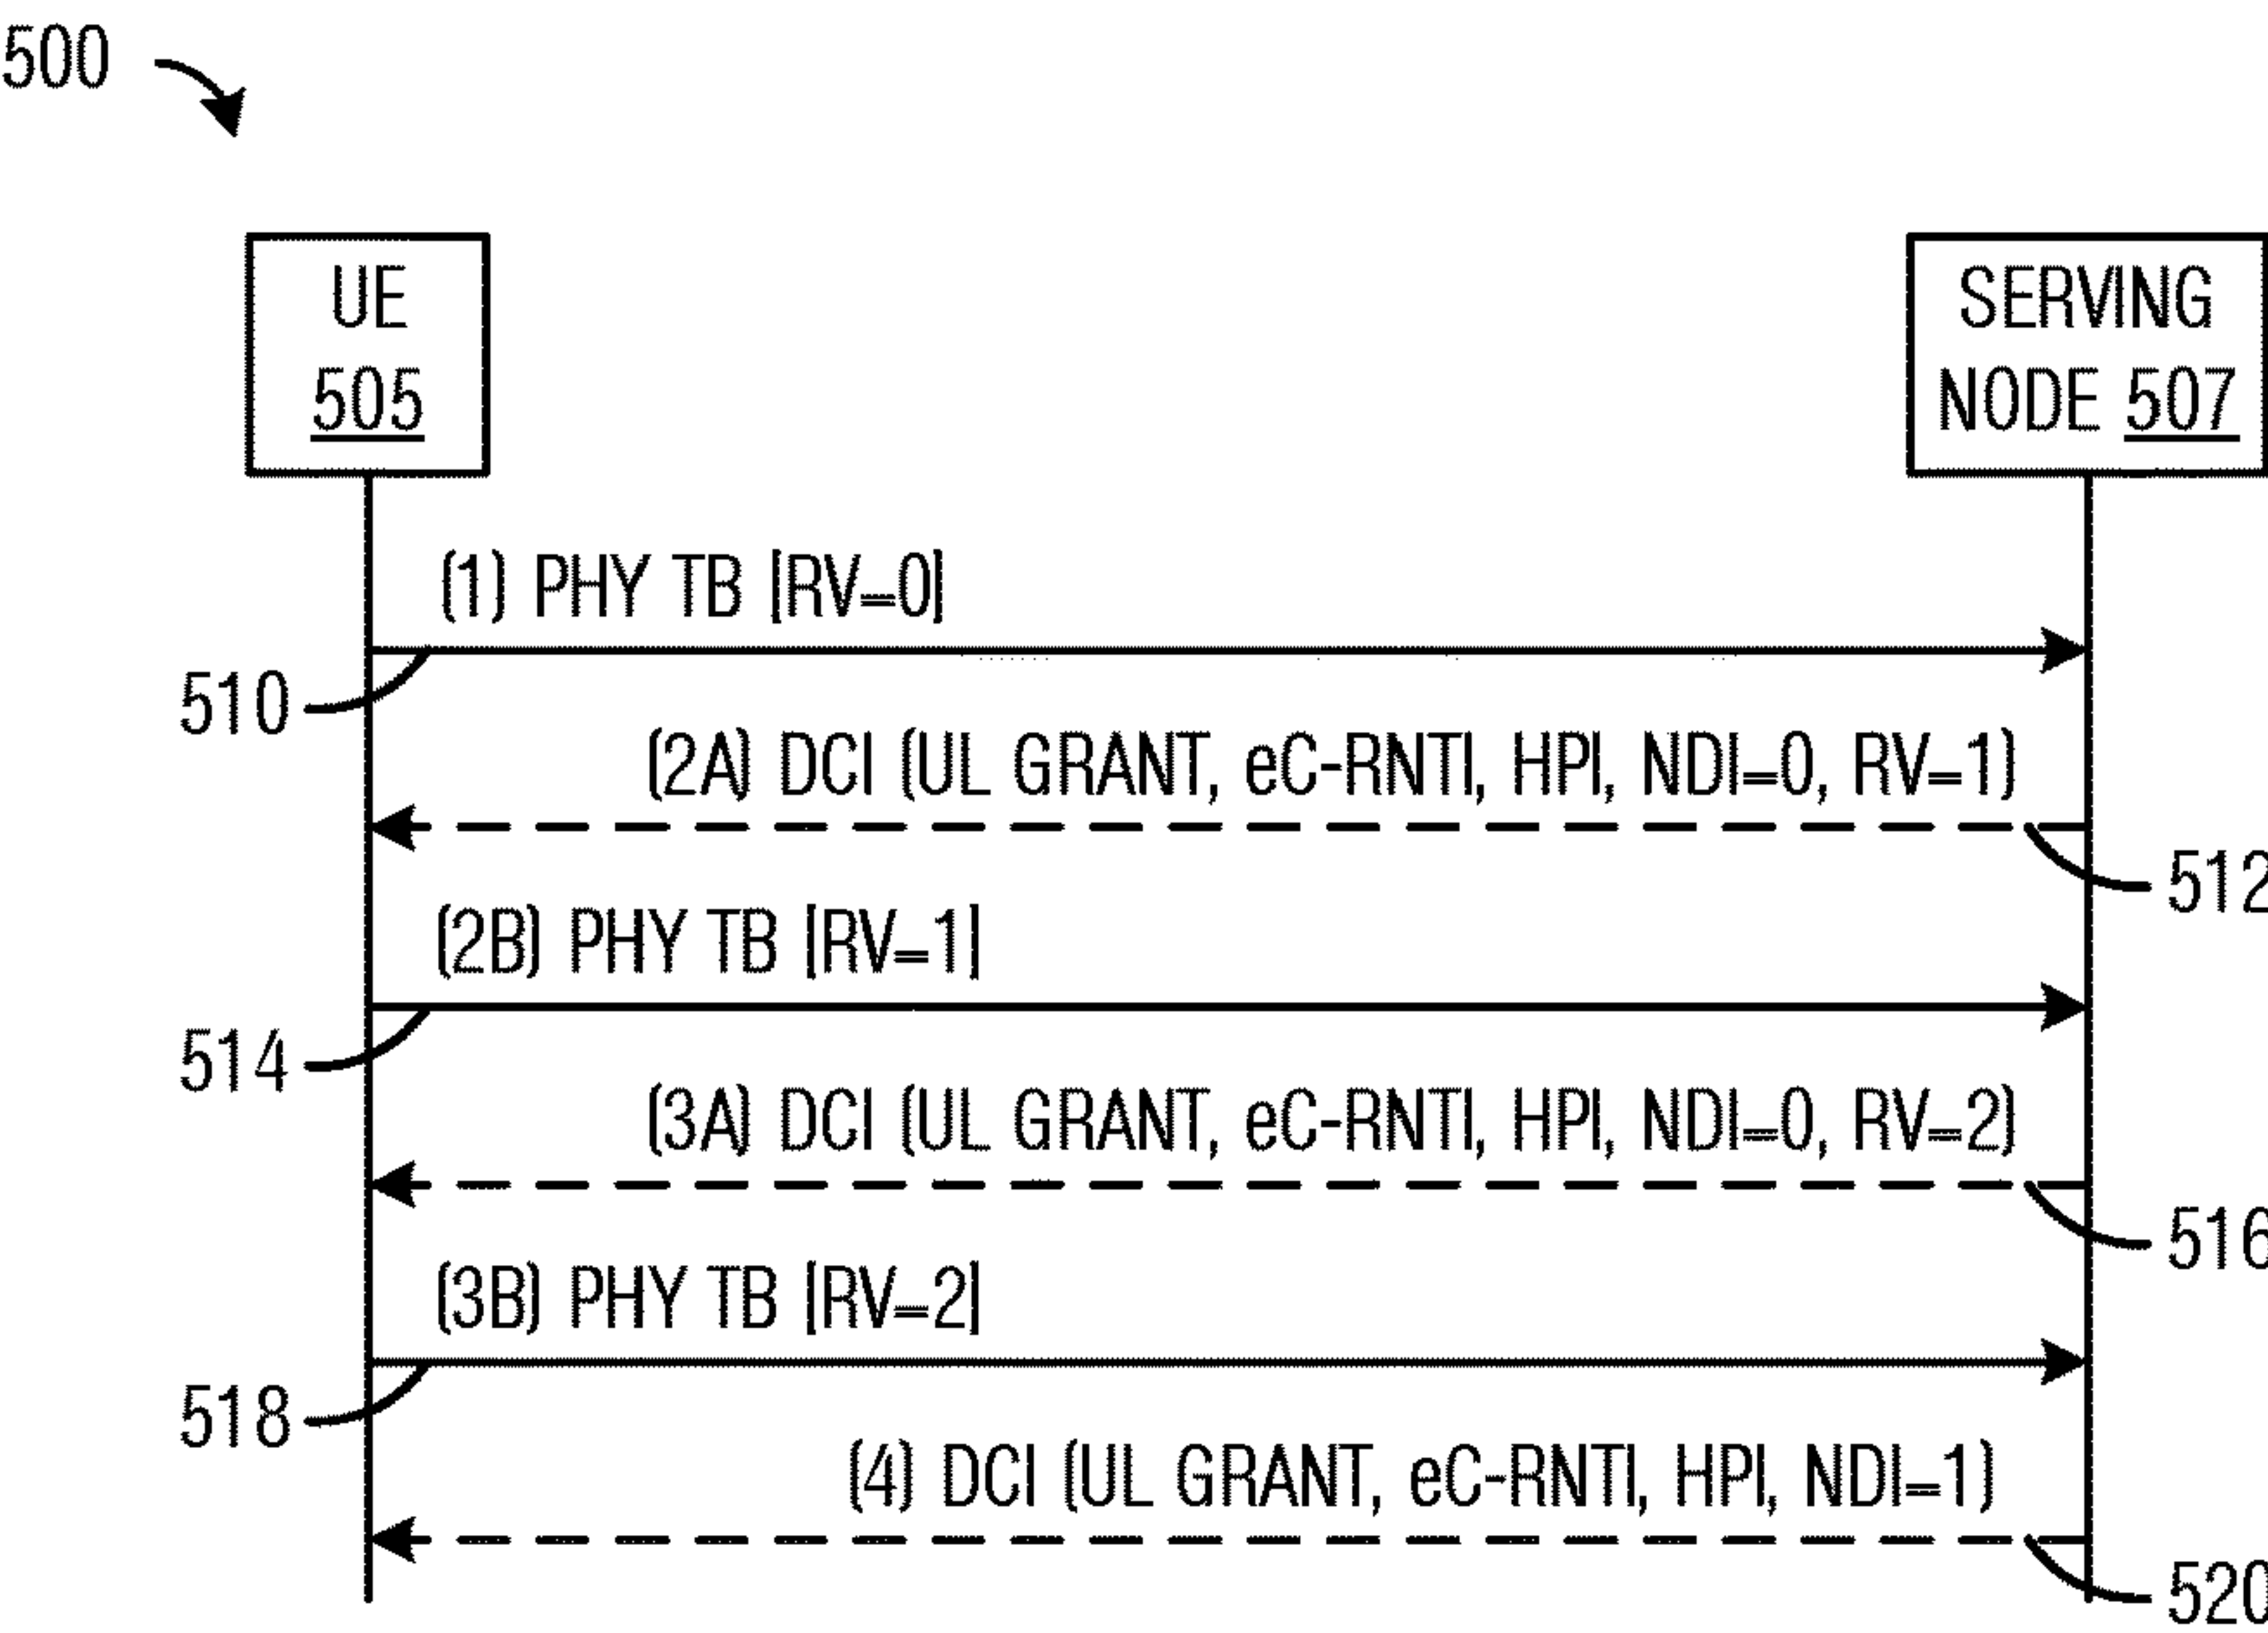 500
UE
505
SERVING
NODE 507
(1) PHY TB [RV=0]
510
(2A) DCI (UL GRANT, eC-RNTI, HPI, NDI=0, RV=1)
512
(2B) PHY TB [RV=1]
514
(3A) DCI (UL GRANT, eC-RNTI, HPI, NDI=0, RV=2)
516
(3B) PHY TB [RV=2]
518
(4) DCI (UL GRANT, eC-RNTI, HPI, NDI=1)
520